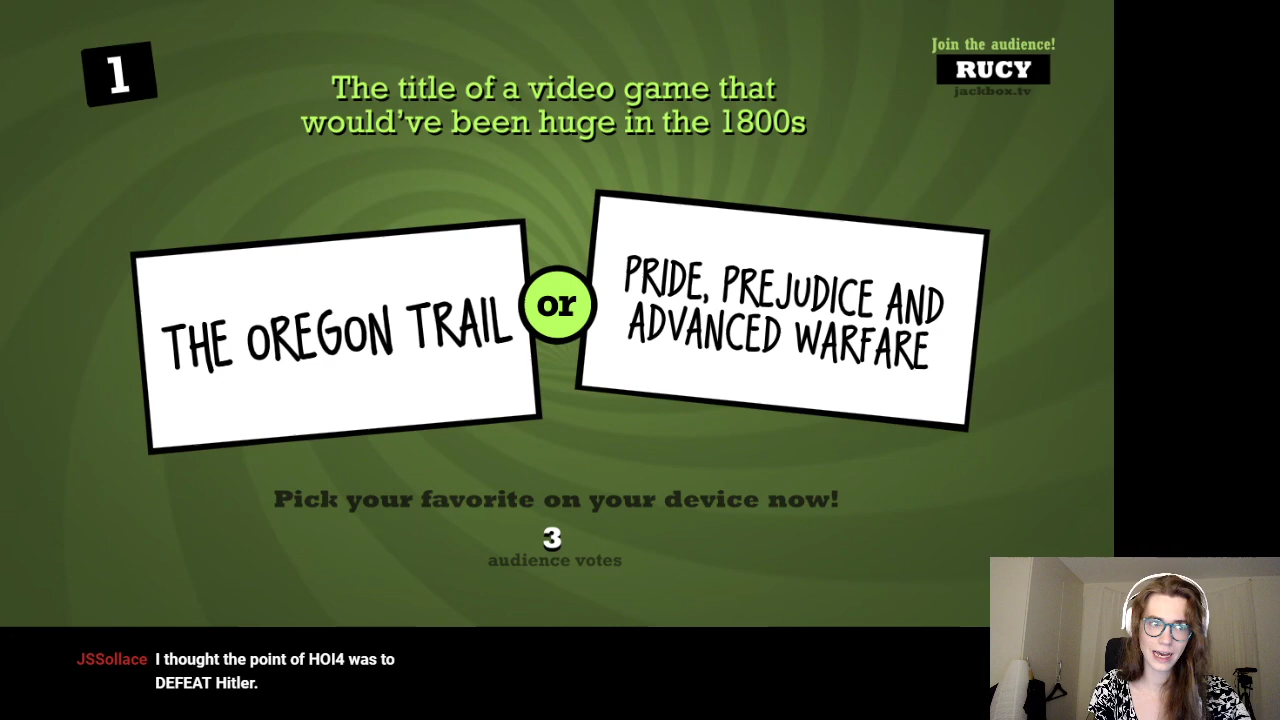 1
Join the audience!
RUCY
jackbox.tv
The title of a video game that
would've been huge in the 1800s
THE OREGON TRAIL
or
PRIDE, PREJUDICE AND
ADVANCED WARFARE
Pick your favorite on your device now!
3
audience votes
JSSollace I thought the point of HOI4 was to
DEFEAT Hitler.